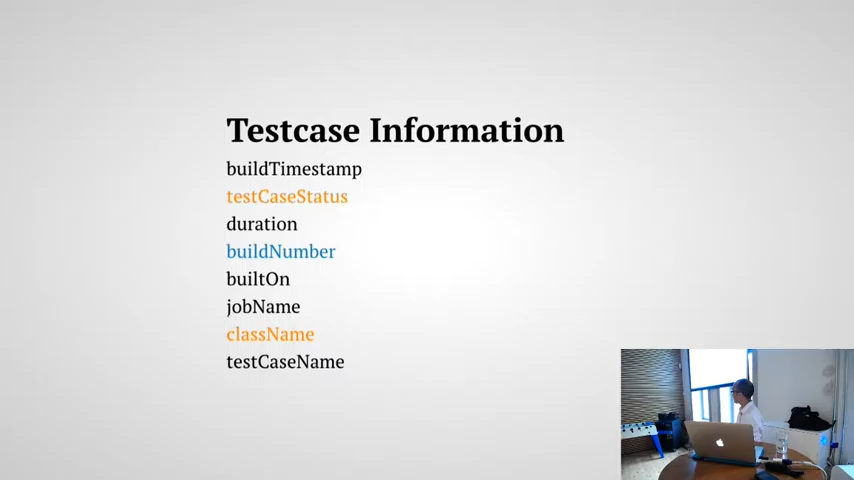 Testcase Information
buildTimestamp
testCaseStatus
duration
buildNumber
builtOn
jobName
className
testCaseName